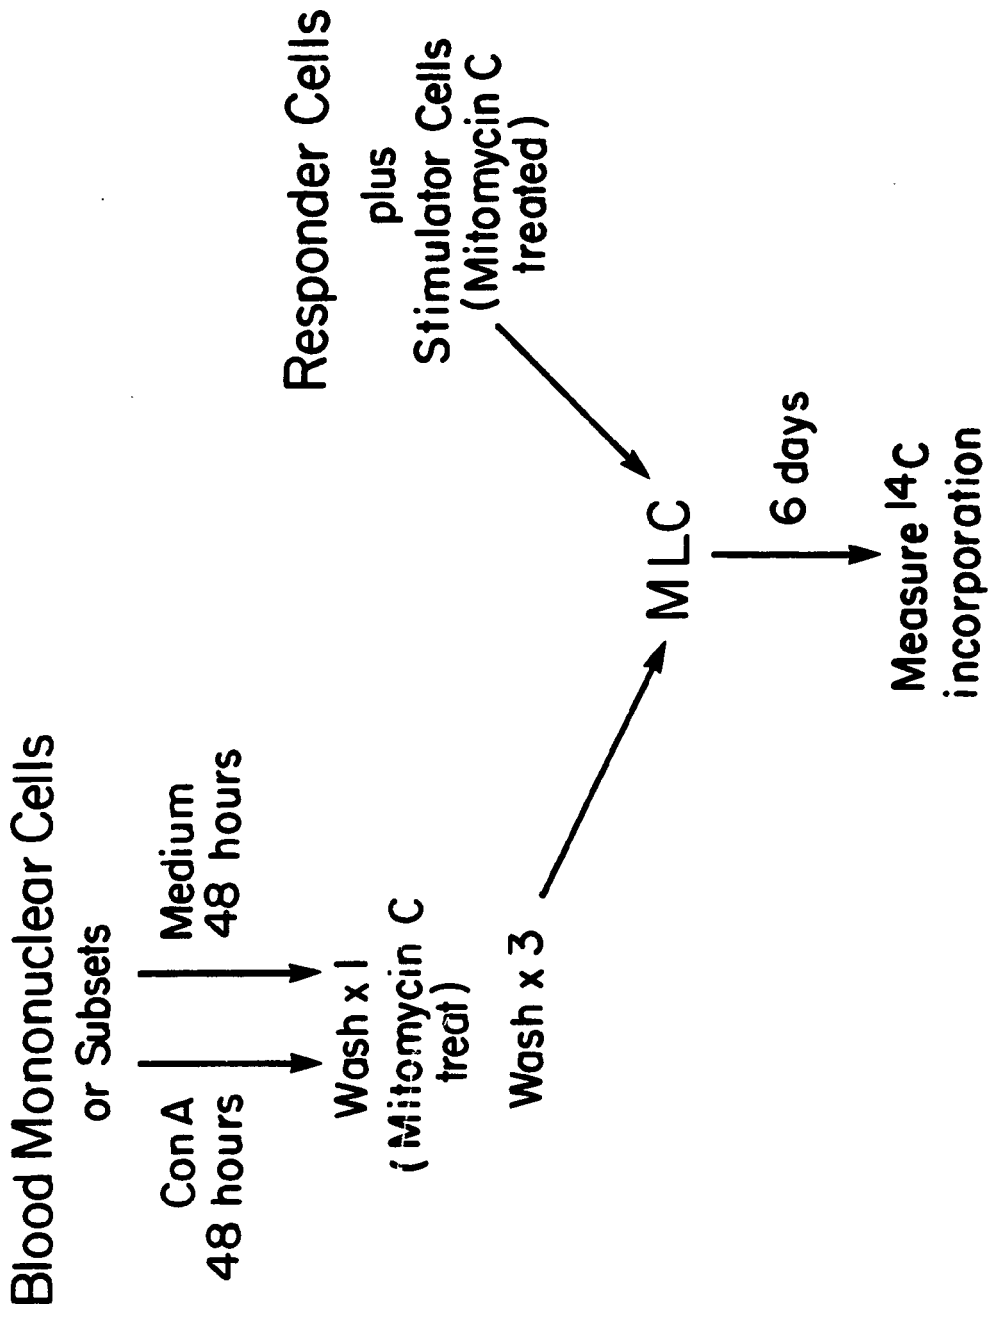 Blood Mononuclear Cells
or Subsets
Con A
48 hours
Medium
48 hours
Wash x 1
(Mitomycin C
treat)
Wash x 3
Responder Cells
plus
Stimulator Cells
(Mitomycin C
treated)
MLC
6 days
Measure 14C
incorporation